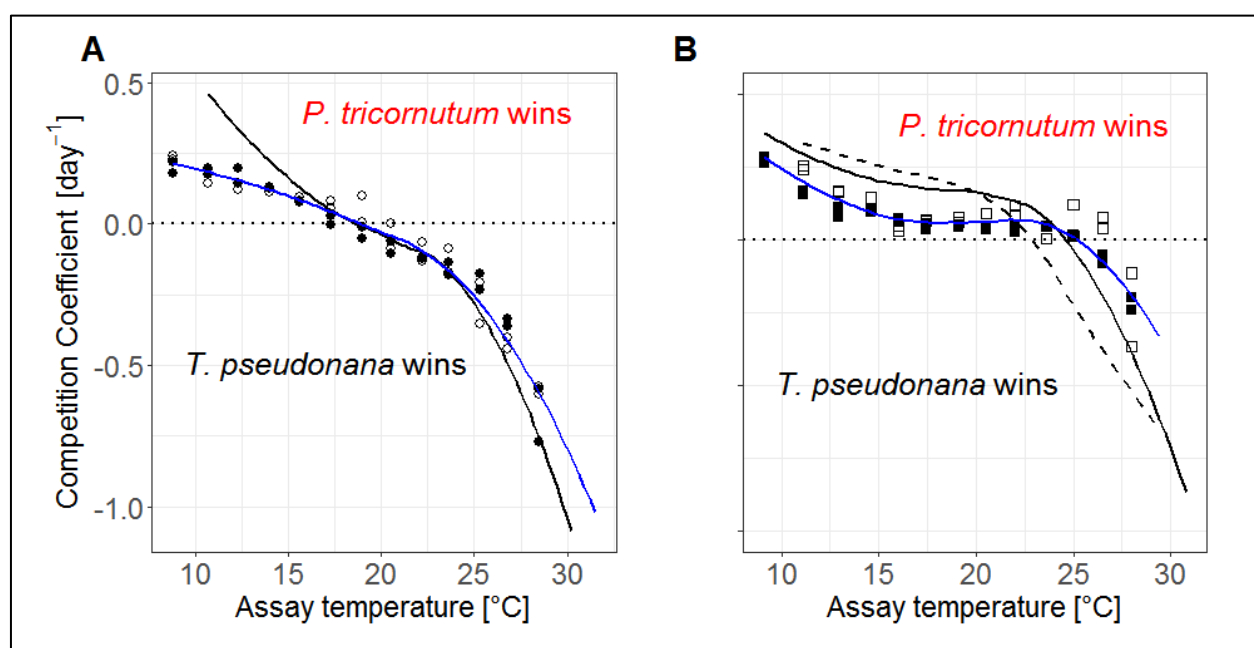 A
B
0.5
0.0
-0.5
-1.0
Competition Coefficient [day−1]
P. tricornutum wins
T. pseudonana wins
10 15 20 25 30
Assay temperature [°C]
P. tricornutum wins
T. pseudonana wins
10 15 20 25 30
Assay temperature [°C]